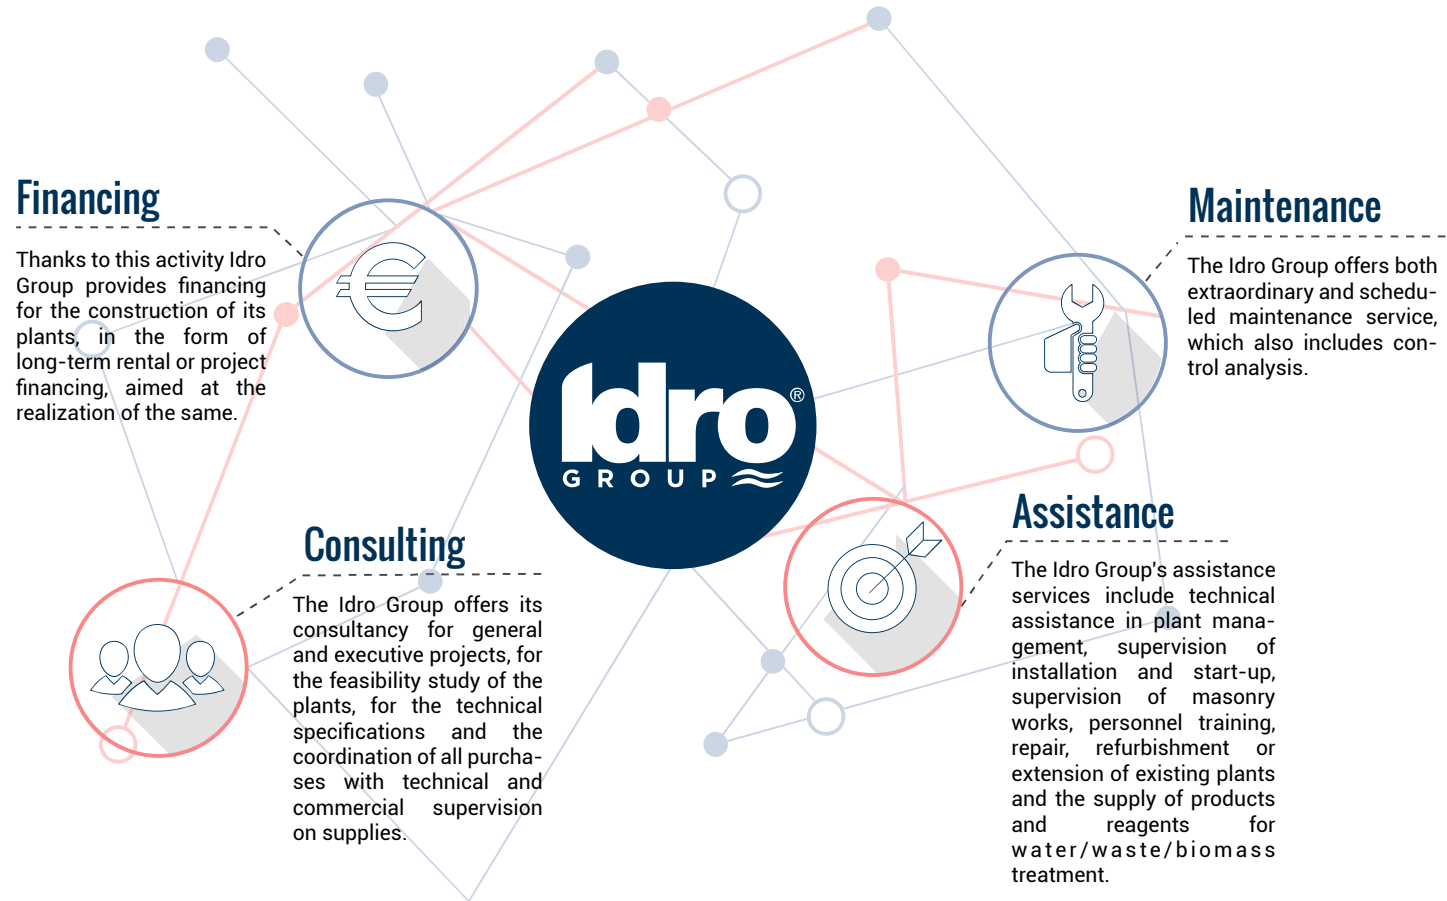 Financing
Thanks to this activity Idro
Group provides financing
for the construction of its
plants, in the form of
long-term rental or project
financing, aimed at the
realization of the same.
Maintenance
The Idro Group offers both
extraordinary and schedu-
led maintenance service,
which also includes con-
trol analysis.
Idro®
GROUP
Consulting
The Idro Group offers its
consultancy for general
and executive projects, for
the feasibility study of the
plants, for the technical
specifications and the
coordination of all purcha-
ses with technical and
commercial supervision
on supplies.
Assistance
The Idro Group's assistance
services include technical
assistance in plant mana-
gement, supervision of
installation and start-up,
supervision of masonry
works, personnel training,
repair, refurbishment or
extension of existing plants
and the supply of products
and reagents for
water/waste/biomass
treatment.